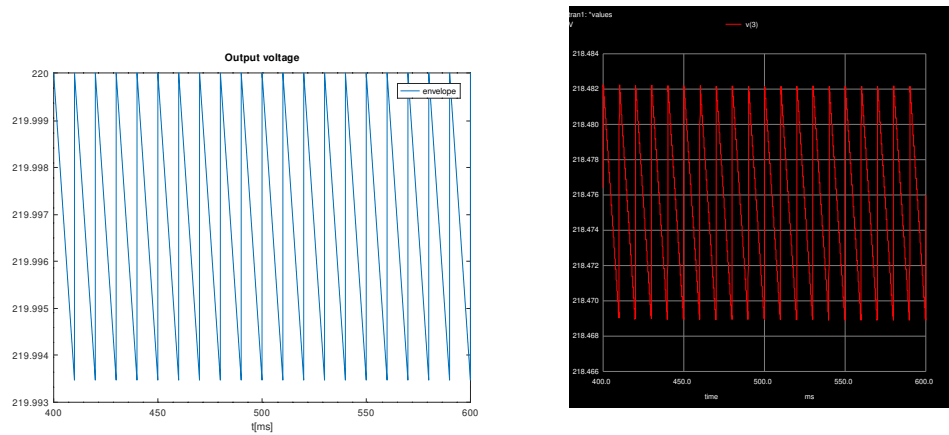 Output voltage
envelope
220
219.999
219.998
219.997
219.996
219.995
219.994
219.993
400 450 500 550 600
t[ms]
tran1: "values
V
v(3)
218.484
218.482
218.480
218.478
218.476
218.474
218.472
218.470
218.468
218.466
400.0 450.0 500.0 550.0 600.0
time ms